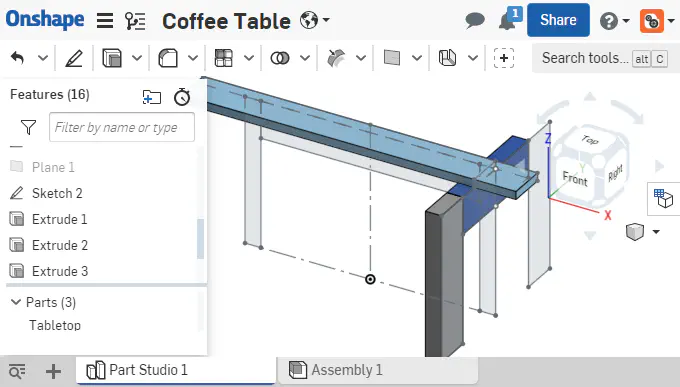 Onshape Coffee Table 1 Share
Search tools... alt C
Features (16)
Filter by name or type
Plane 1
Sketch 2
Extrude 1
Extrude 2
Extrude 3
Parts (3)
Tabletop
Top
Front
Right
Z
Y
X
Part Studio 1 Assembly 1